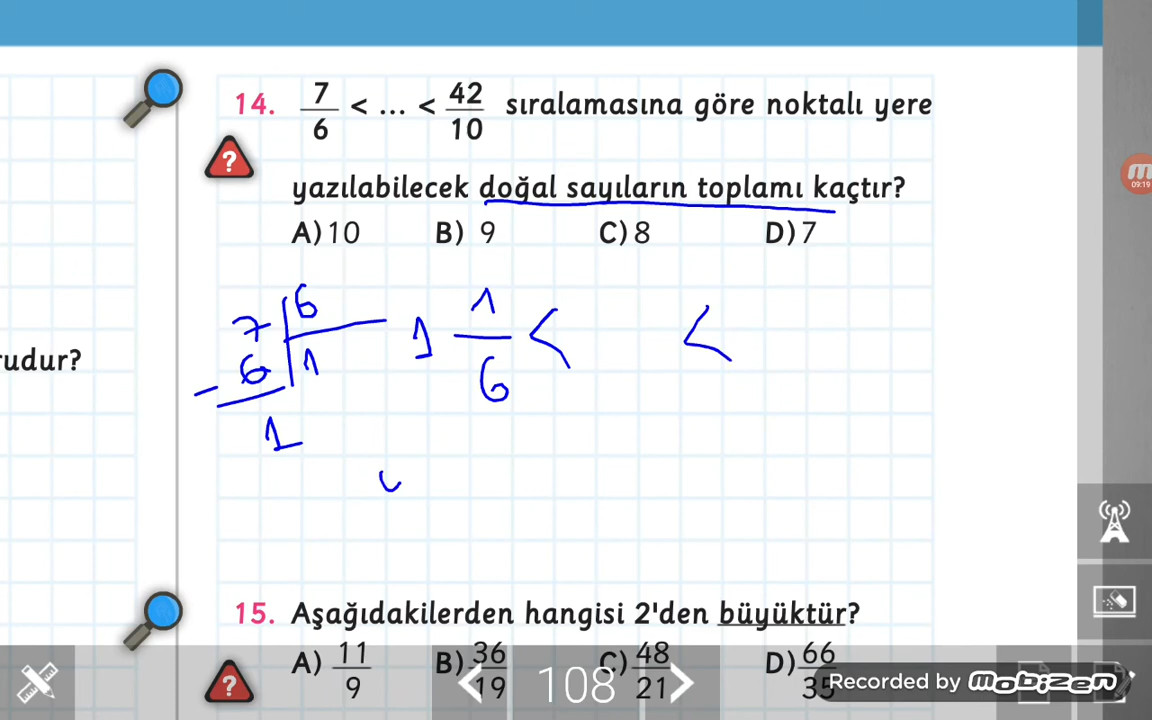 14. 7/6 < ... < 42/10 sıralamasına göre noktalı yere
?
yazılabilecek doğal sayıların toplamı kaçtır?
A) 10 B) 9 C) 8 D) 7
7 | 6
- 6 | 1
1
1 1/6 < <
rudur?
15. Aşağıdakilerden hangisi 2'den büyüktür?
?
A) 11/9 B) 36/19 C) 48/21 D) 66/35
108
Recorded by mobizen
09:19